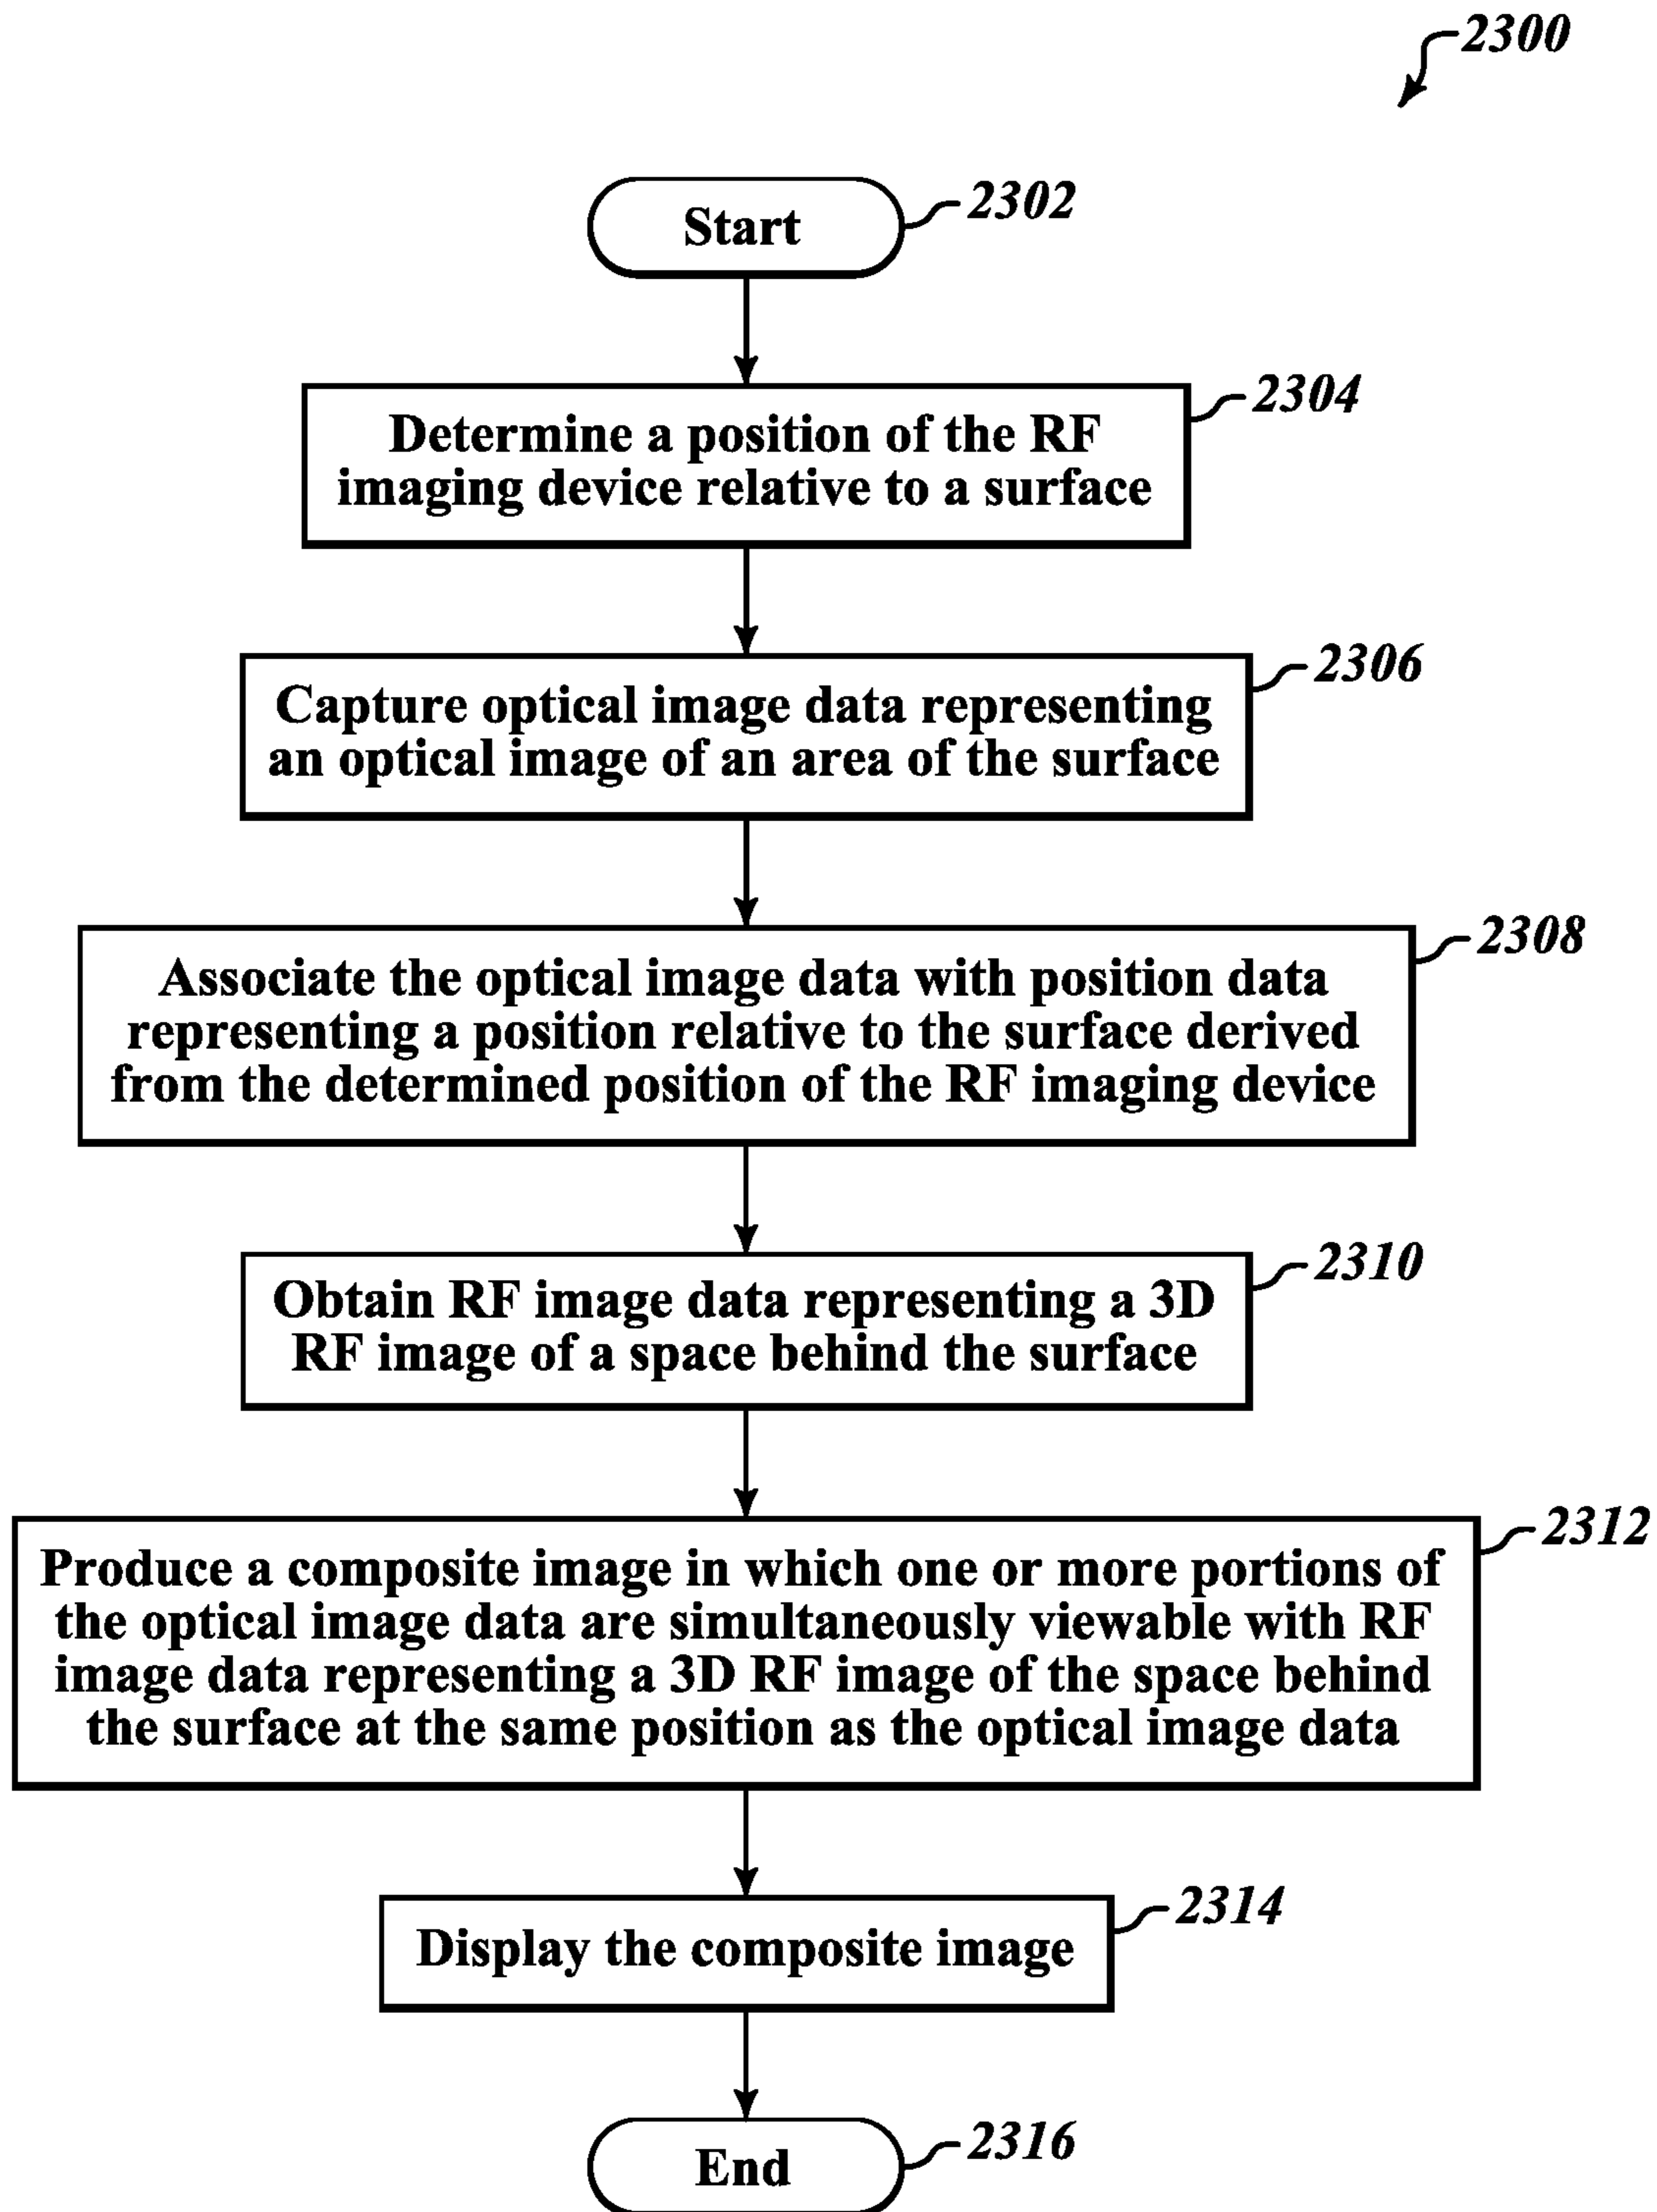 2300
Start
2302
Determine a position of the RF
imaging device relative to a surface
2304
Capture optical image data representing
an optical image of an area of the surface
2306
Associate the optical image data with position data
representing a position relative to the surface derived
from the determined position of the RF imaging device
2308
Obtain RF image data representing a 3D
RF image of a space behind the surface
2310
Produce a composite image in which one or more portions of
the optical image data are simultaneously viewable with RF
image data representing a 3D RF image of the space behind
the surface at the same position as the optical image data
2312
Display the composite image
2314
End
2316